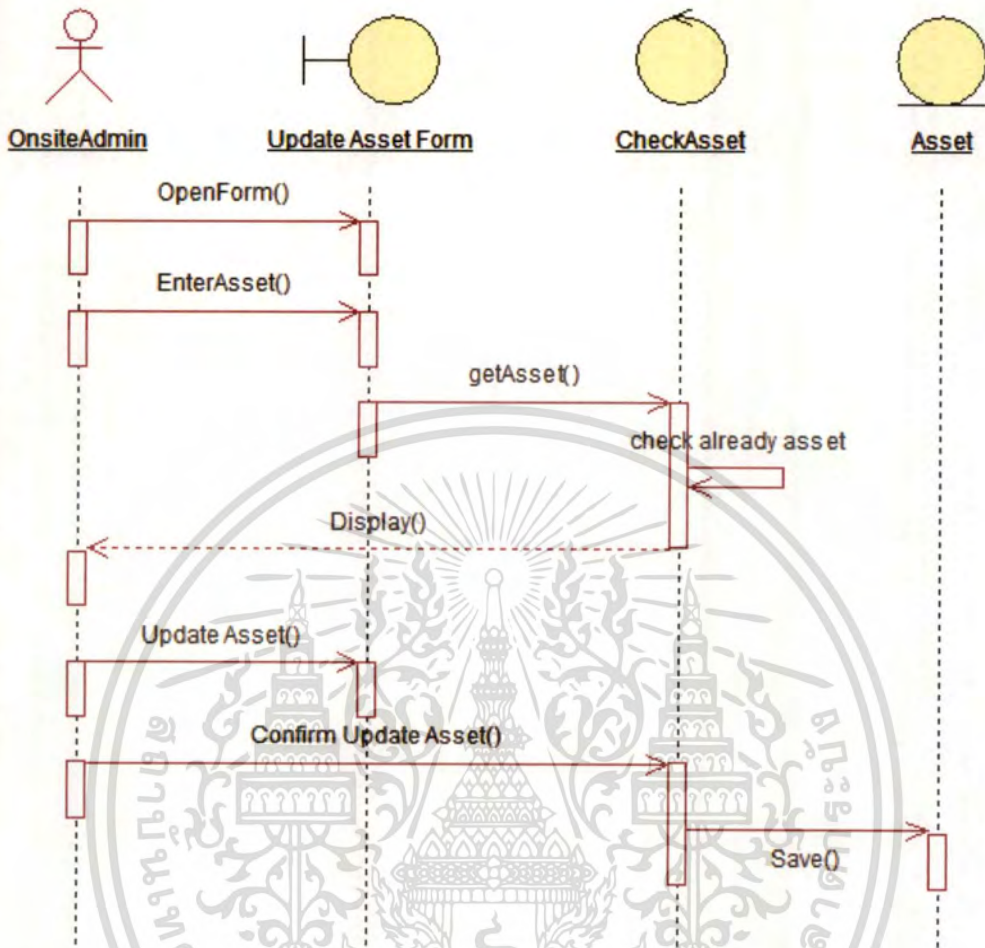 OnsiteAdmin
Update Asset Form
CheckAsset
Asset
OpenForm()
EnterAsset()
getAsset()
check already asset
Display()
Update Asset()
Confirm Update Asset()
Save()